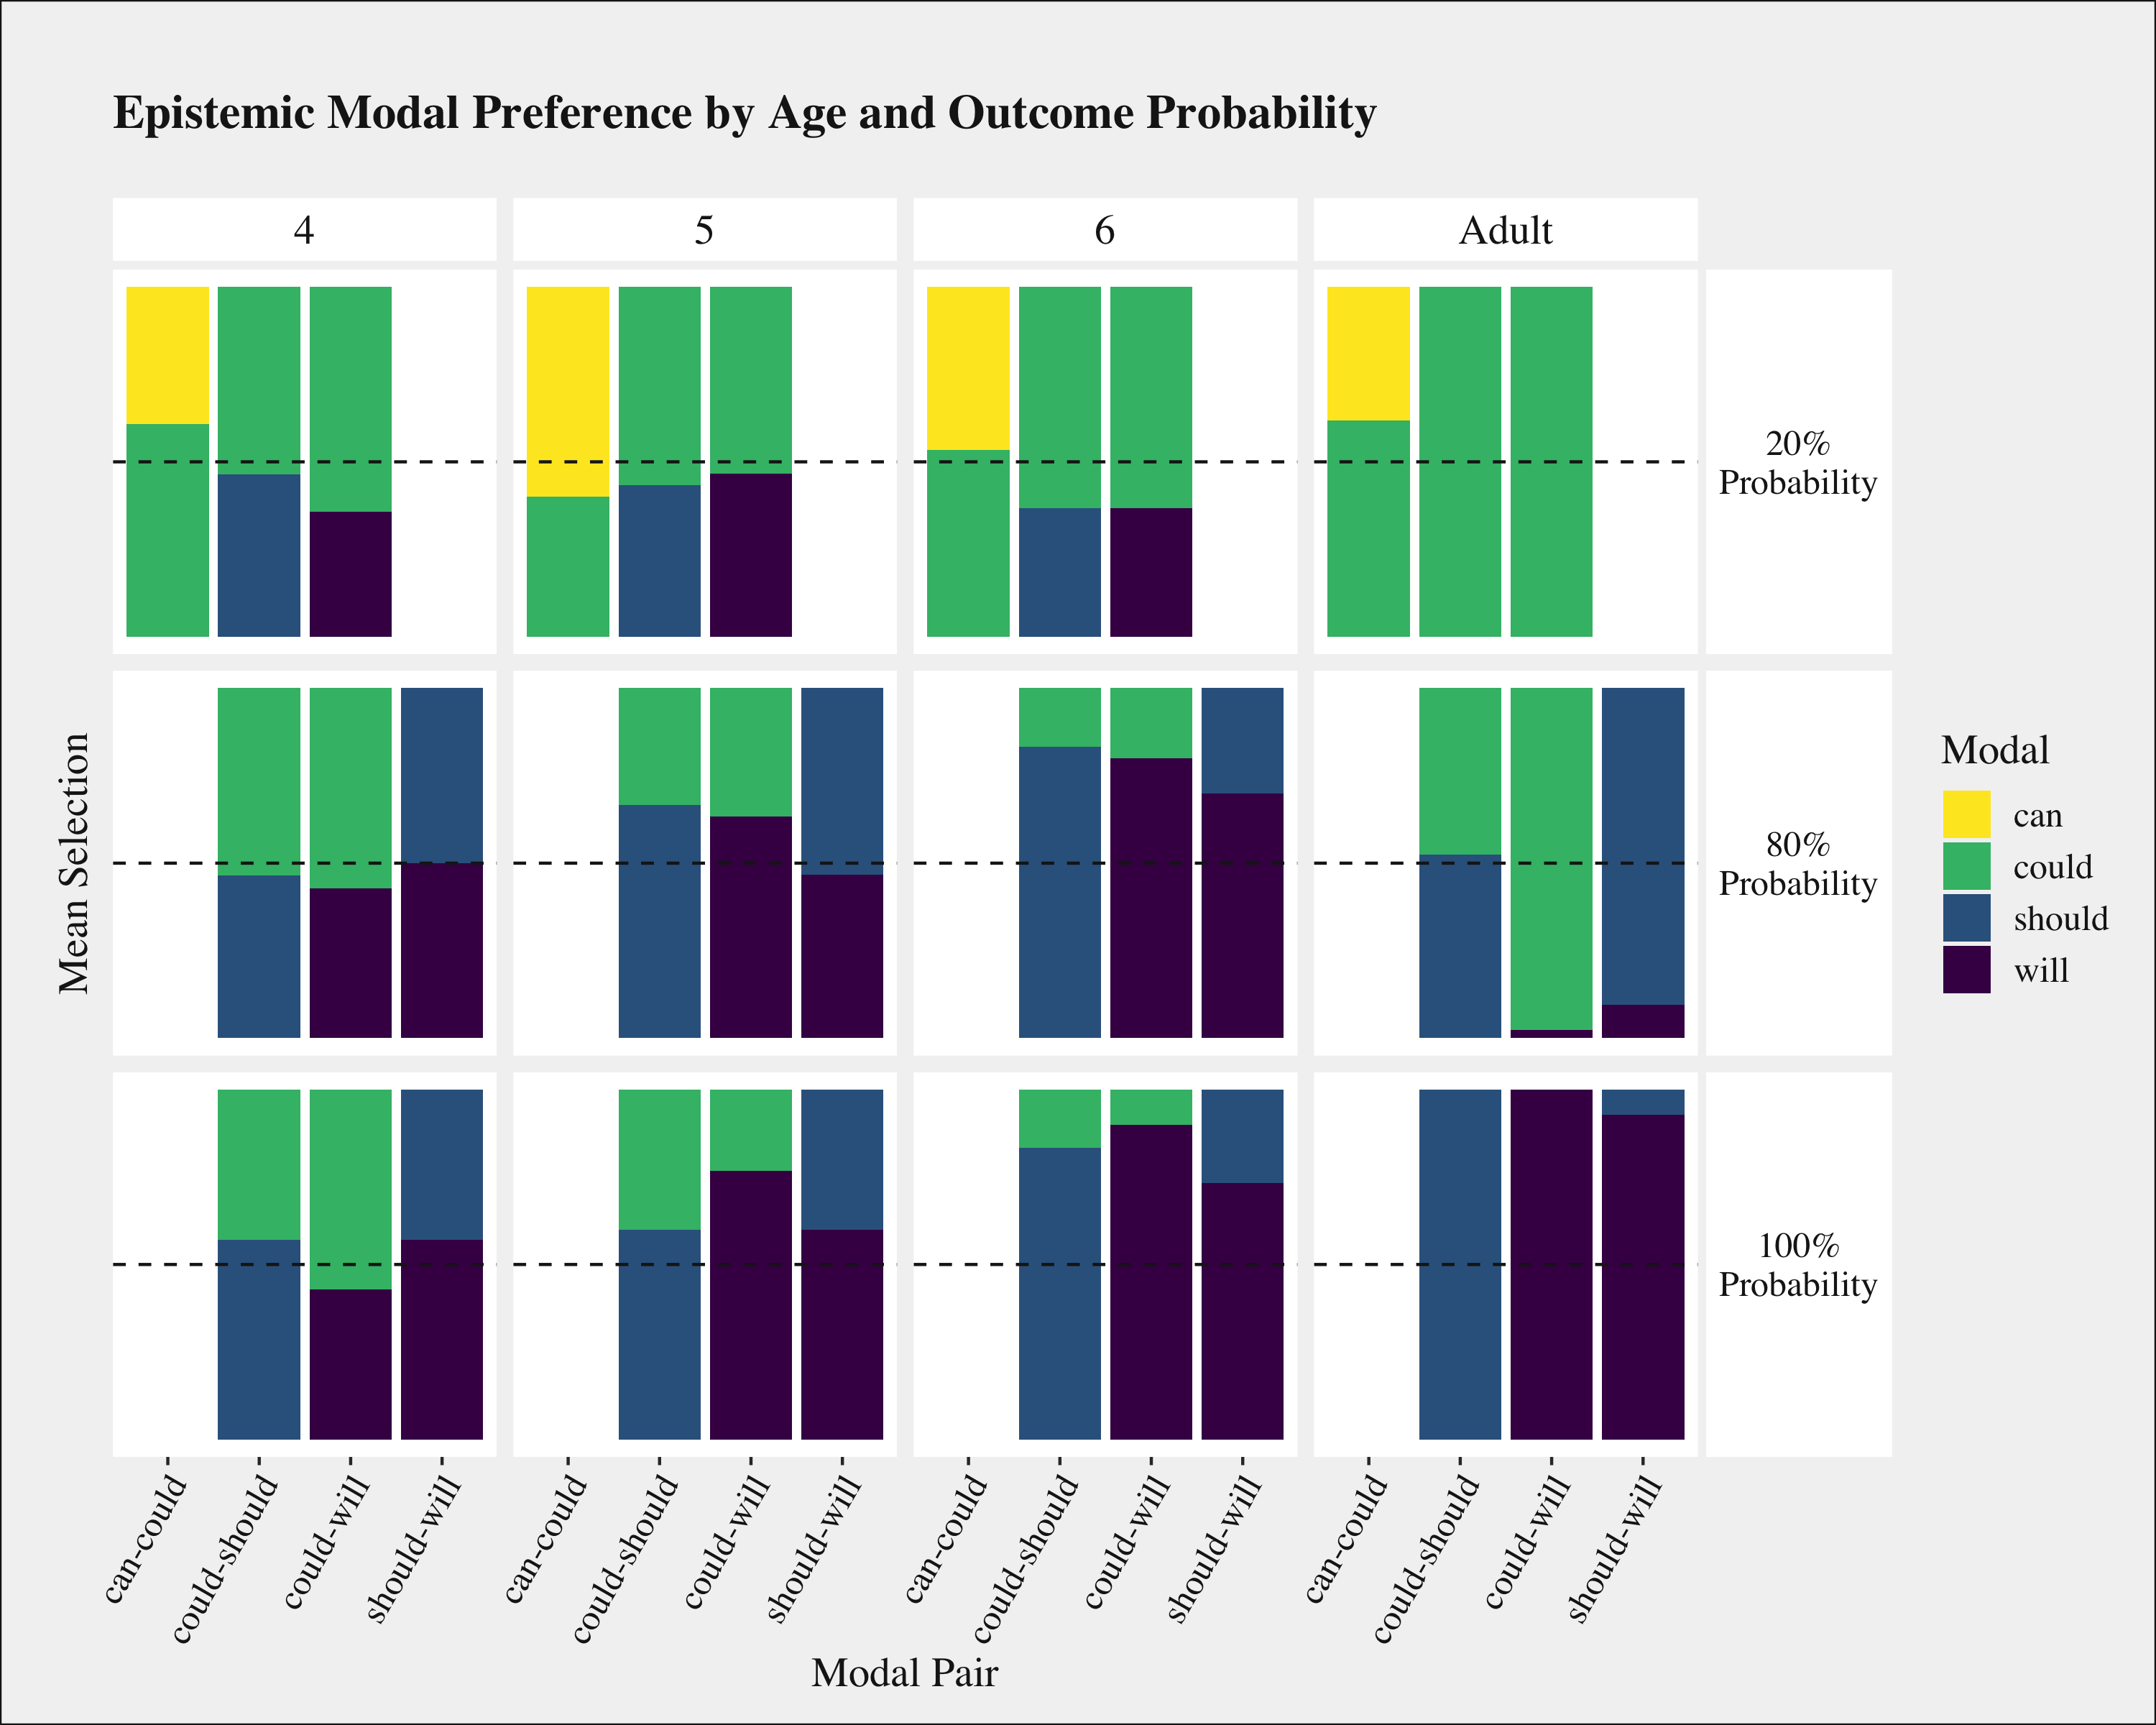 Epistemic Modal Preference by Age and Outcome Probability
4
5
6
Adult
20%
Probability
80%
Probability
100%
Probability
Mean Selection
Modal
can
could
should
will
can-could
could-should
could-will
should-will
can-could
could-should
could-will
should-will
can-could
could-should
could-will
should-will
can-could
could-should
could-will
should-will
Modal Pair